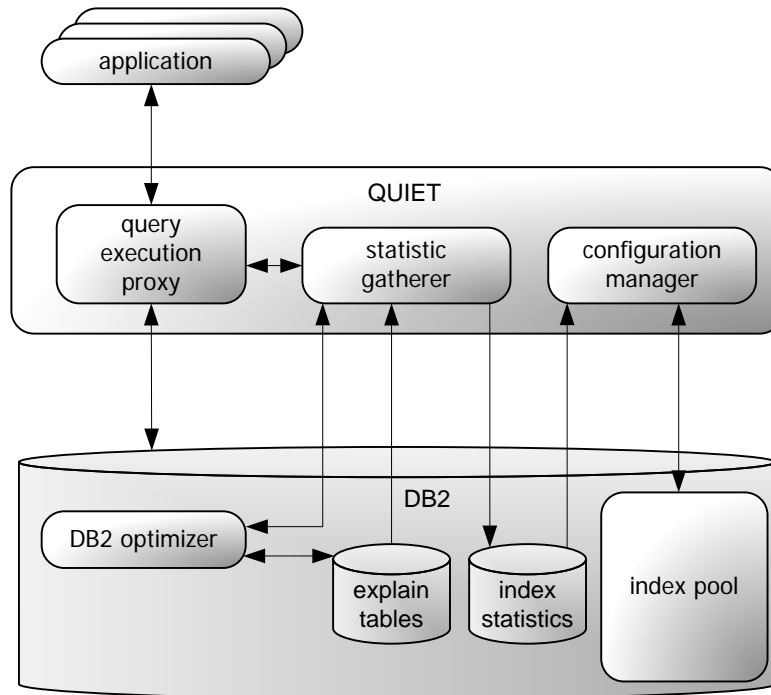 application
QUIET
query
execution
proxy
statistic
gatherer
configuration
manager
DB2
DB2 optimizer
explain
tables
index
statistics
index pool